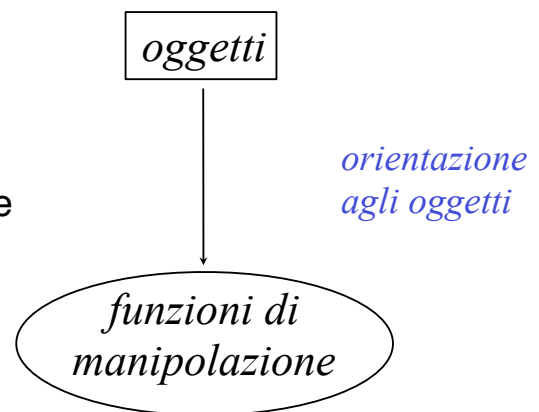 oggetti
orientazione
e agli oggetti
funzioni di
manipolazione